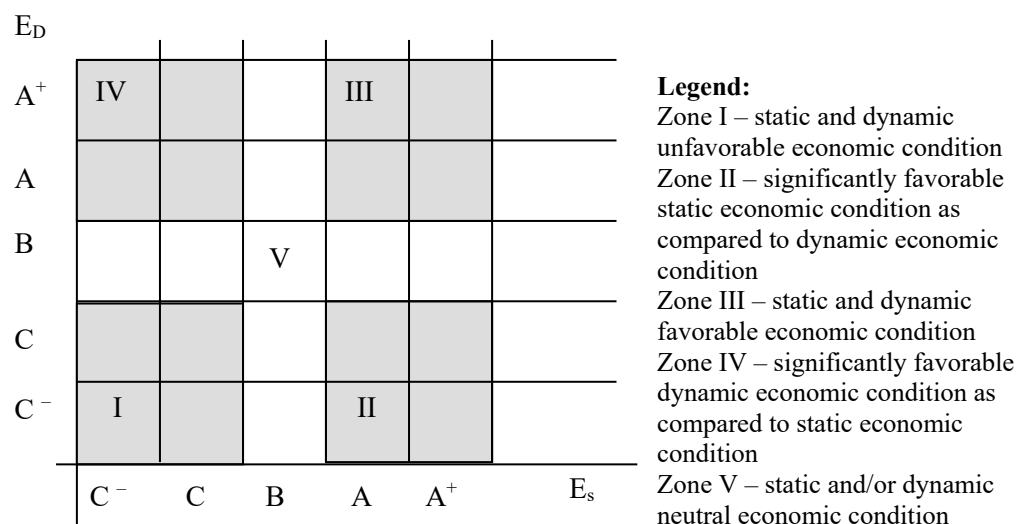 E_D
A⁺ IV III
Legend:
Zone I – static and dynamic
unfavorable economic condition
A
Zone II – significantly favorable
static economic condition as
compared to dynamic economic
condition
B V
Zone III – static and dynamic
favorable economic condition
C
Zone IV – significantly favorable
dynamic economic condition as
compared to static economic
condition
C ⁻ I II
Zone V – static and/or dynamic
neutral economic condition
C ⁻ C B A A⁺ E_s